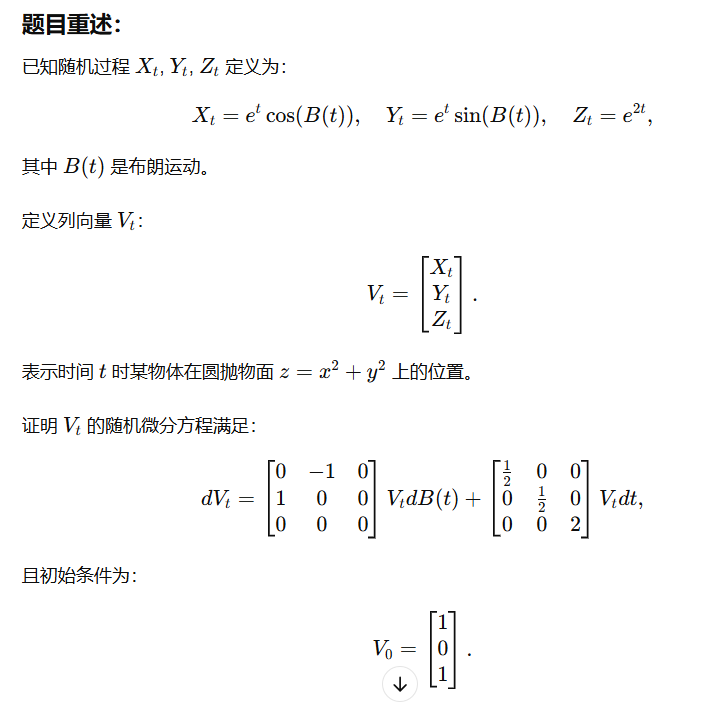 题目重述：
已知随机过程 $X_t, Y_t, Z_t$ 定义为：
$X_t = e^t \cos(B(t)), \quad Y_t = e^t \sin(B(t)), \quad Z_t = e^{2t},$
其中 $B(t)$ 是布朗运动。
定义列向量 $V_t$：
$V_t = \begin{bmatrix} X_t \\ Y_t \\ Z_t \end{bmatrix}.$
表示时间 $t$ 时某物体在圆抛物面 $z = x^2 + y^2$ 上的位置。
证明 $V_t$ 的随机微分方程满足：
$dV_t = \begin{bmatrix} 0 & -1 & 0 \\ 1 & 0 & 0 \\ 0 & 0 & 0 \end{bmatrix} V_t dB(t) + \begin{bmatrix} \frac{1}{2} & 0 & 0 \\ 0 & \frac{1}{2} & 0 \\ 0 & 0 & 2 \end{bmatrix} V_t dt,$
且初始条件为：
$V_0 = \begin{bmatrix} 1 \\ 0 \\ 1 \end{bmatrix}.$